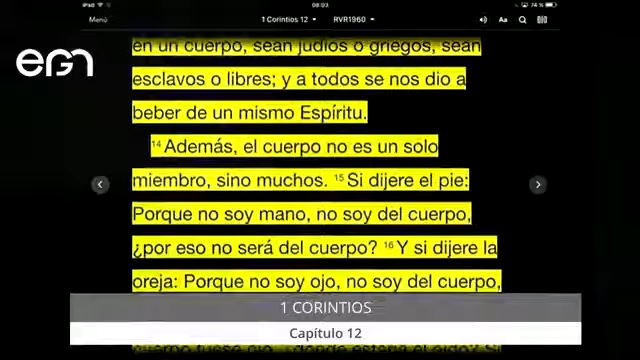 iPad
08:03
74 %
Menú
1 Corintios 12
RVR1960
Aa
en un cuerpo, sean judíos o griegos, sean
esclavos o libres; y a todos se nos dio a
beber de un mismo Espíritu.
14 Además, el cuerpo no es un solo
miembro, sino muchos. 15 Si dijere el pie:
Porque no soy mano, no soy del cuerpo,
¿por eso no será del cuerpo? 16 Y si dijere la
oreja: Porque no soy ojo, no soy del cuerpo,
1 CORINTIOS
Capítulo 12